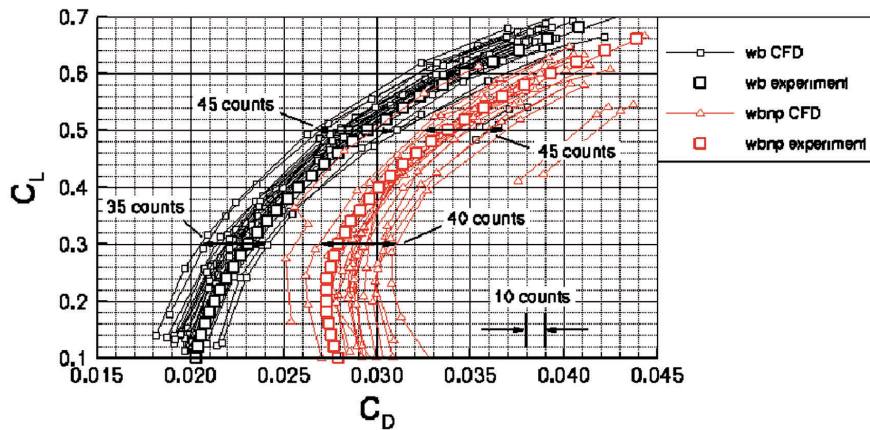 0.7
0.6
0.5
0.4
0.3
0.2
0.1
C_L
45 counts
35 counts
45 counts
40 counts
10 counts
wb CFD
wb experiment
wbnp CFD
wbnp experiment
0.015 0.020 0.025 0.030 0.035 0.040 0.045
C_D